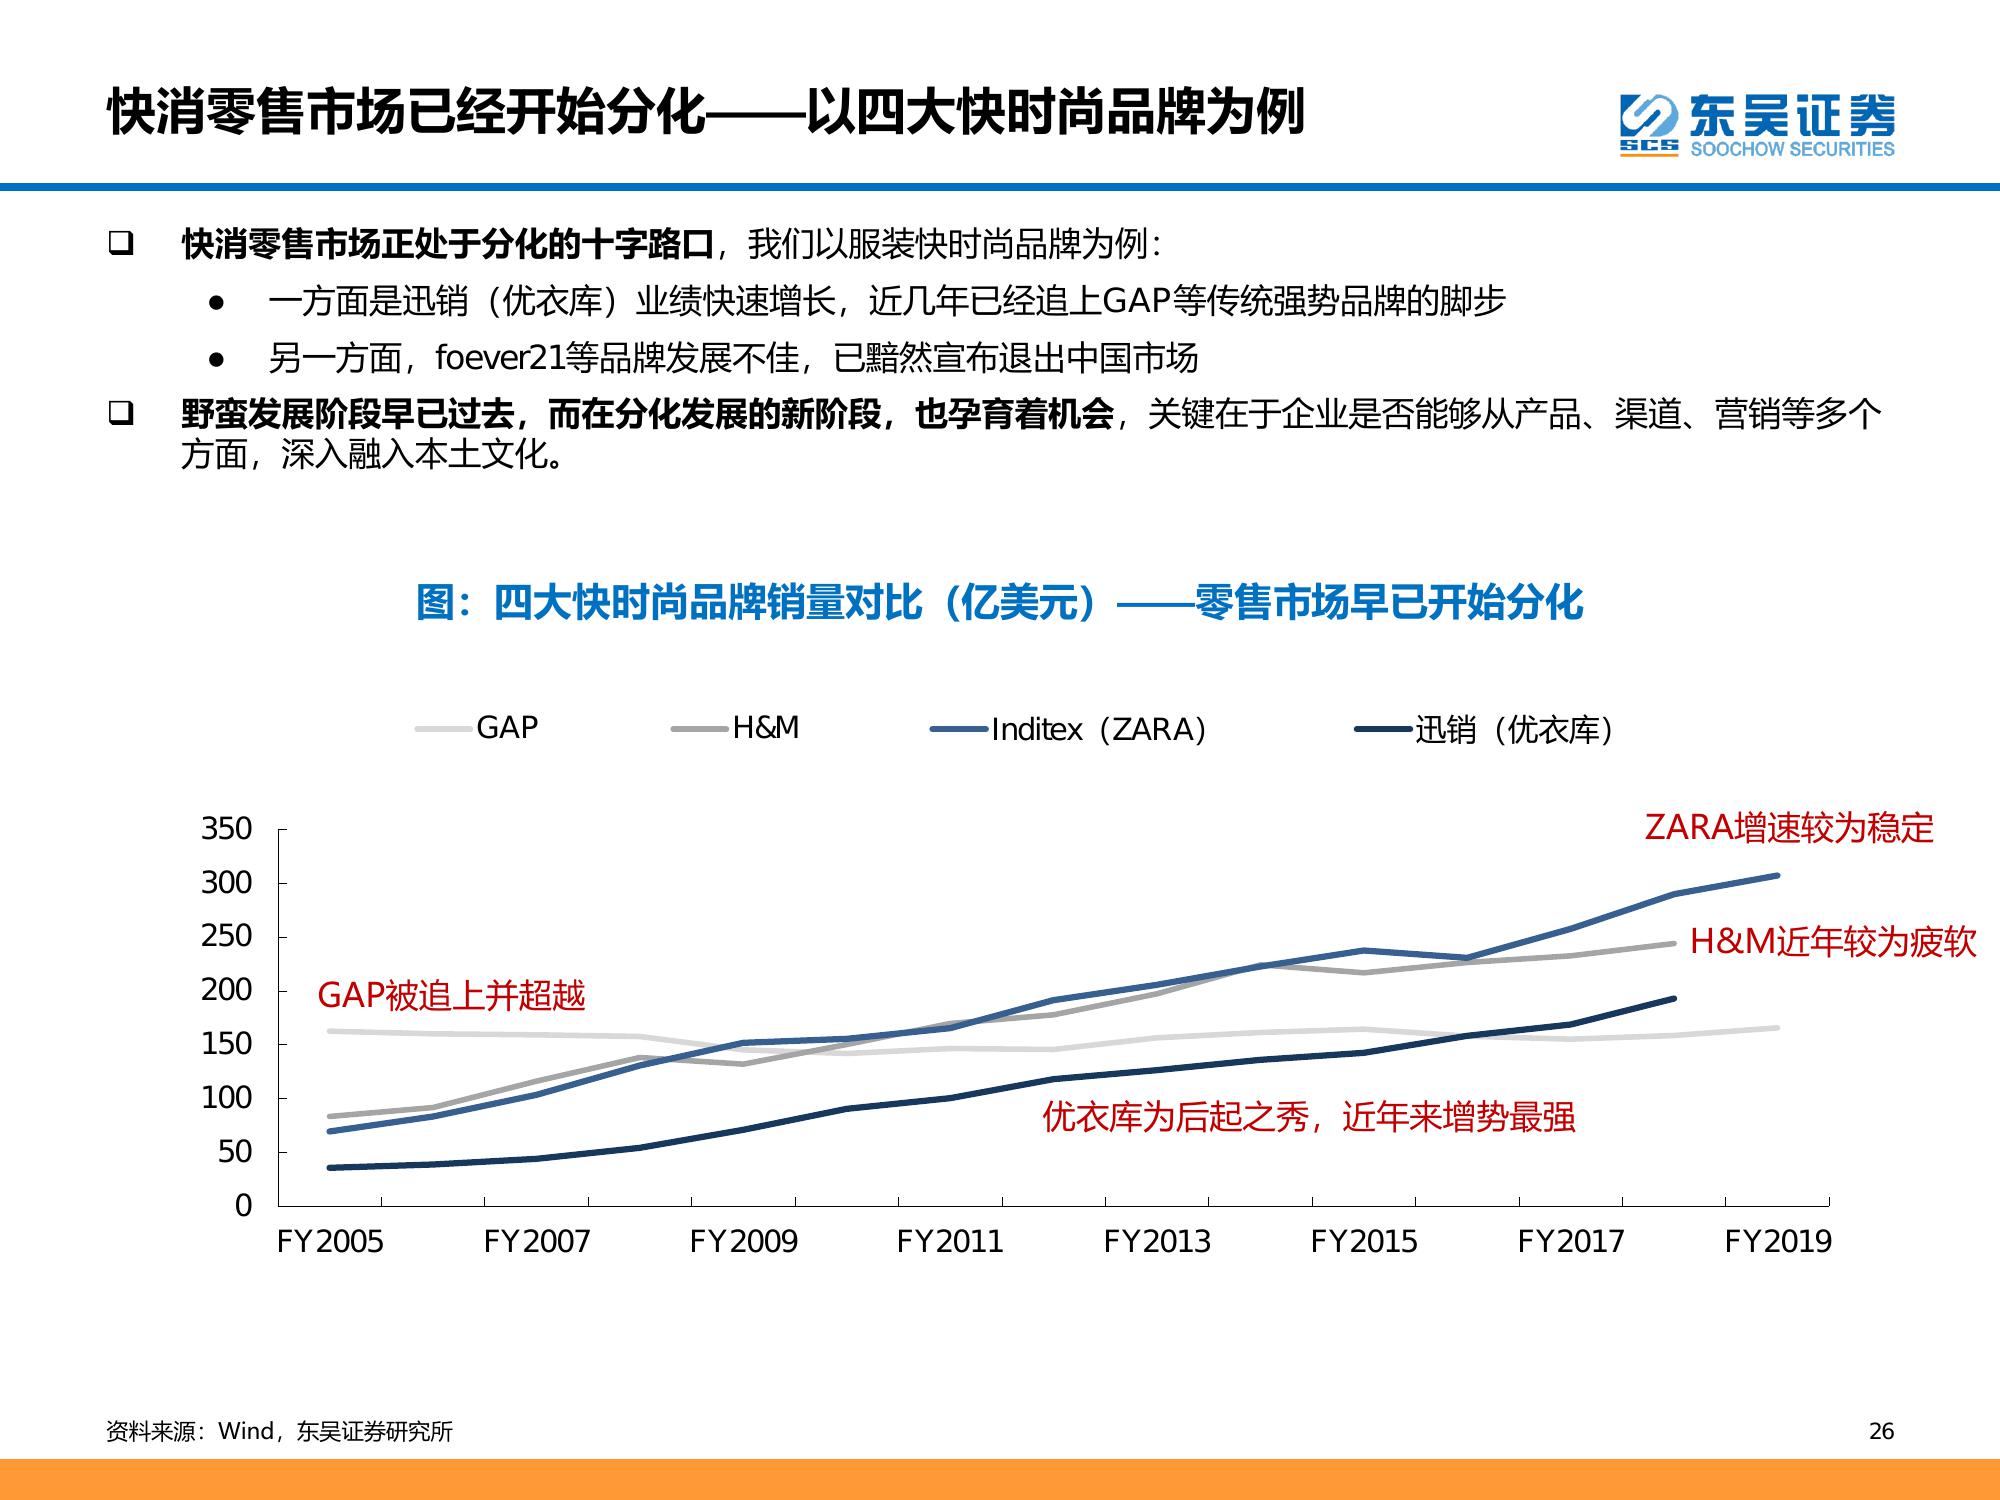 快消零售市场已经开始分化——以四大快时尚品牌为例
SCS
东吴证券
SOOCHOW SECURITIES
❑ 快消零售市场正处于分化的十字路口，我们以服装快时尚品牌为例：
● 一方面是迅销（优衣库）业绩快速增长，近几年已经追上GAP等传统强势品牌的脚步
● 另一方面，foever21等品牌发展不佳，已黯然宣布退出中国市场
❑ 野蛮发展阶段早已过去，而在分化发展的新阶段，也孕育着机会，关键在于企业是否能够从产品、渠道、营销等多个
方面，深入融入本土文化。
图：四大快时尚品牌销量对比（亿美元）——零售市场早已开始分化
GAP H&M Inditex（ZARA） 迅销（优衣库）
350
300
250
200
150
100
50
0
ZARA增速较为稳定
H&M近年较为疲软
GAP被追上并超越
优衣库为后起之秀，近年来增势最强
FY2005 FY2007 FY2009 FY2011 FY2013 FY2015 FY2017 FY2019
资料来源：Wind，东吴证券研究所
26